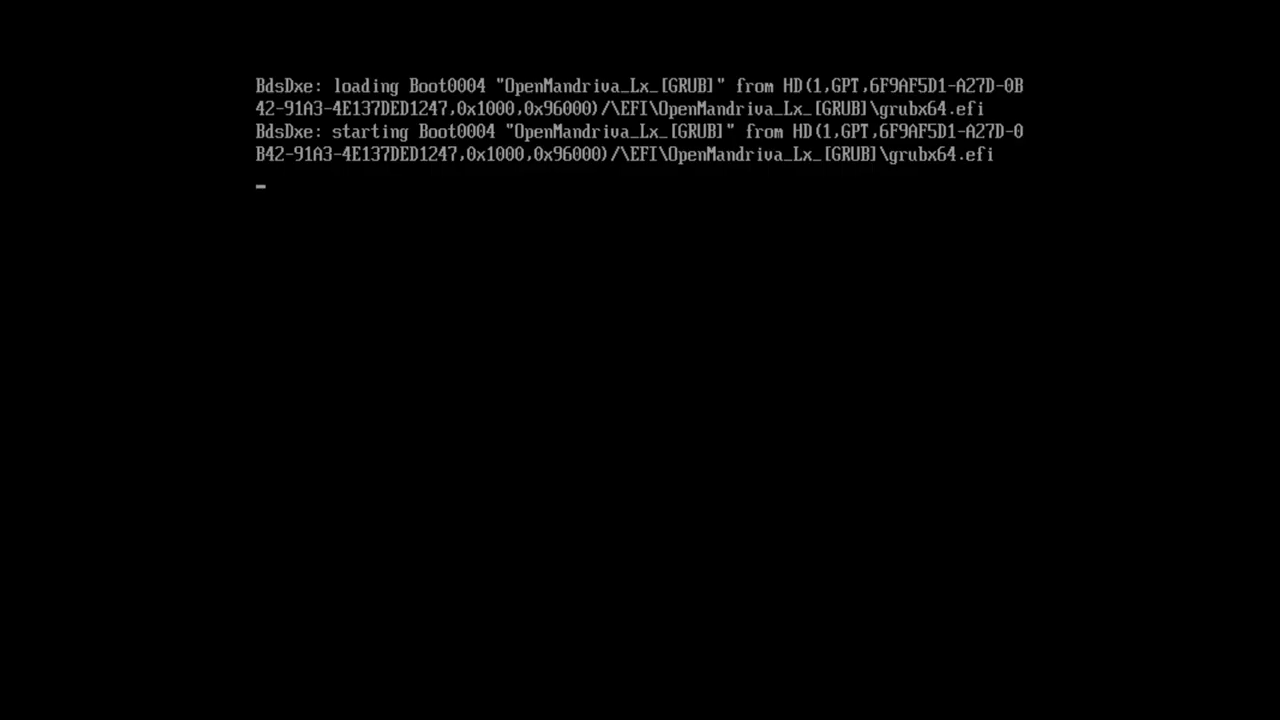 BdsDxe: loading Boot0004 "OpenMandriva_Lx_[GRUB]" from HD(1,GPT,6F9AF5D1-A27D-0B
42-91A3-4E137DED1247,0x1000,0x96000)/\EFI\OpenMandriva_Lx_[GRUB]\grubx64.efi
BdsDxe: starting Boot0004 "OpenMandriva_Lx_[GRUB]" from HD(1,GPT,6F9AF5D1-A27D-0
B42-91A3-4E137DED1247,0x1000,0x96000)/\EFI\OpenMandriva_Lx_[GRUB]\grubx64.efi